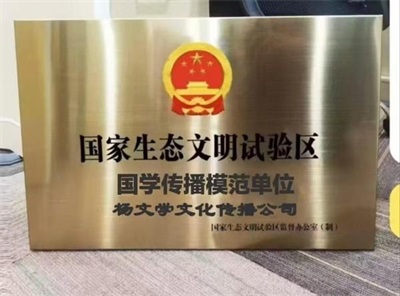 国家生态文明试验区
国学传播模范单位
杨文学文化传播公司
国家生态文明试验区监督办公室（制）